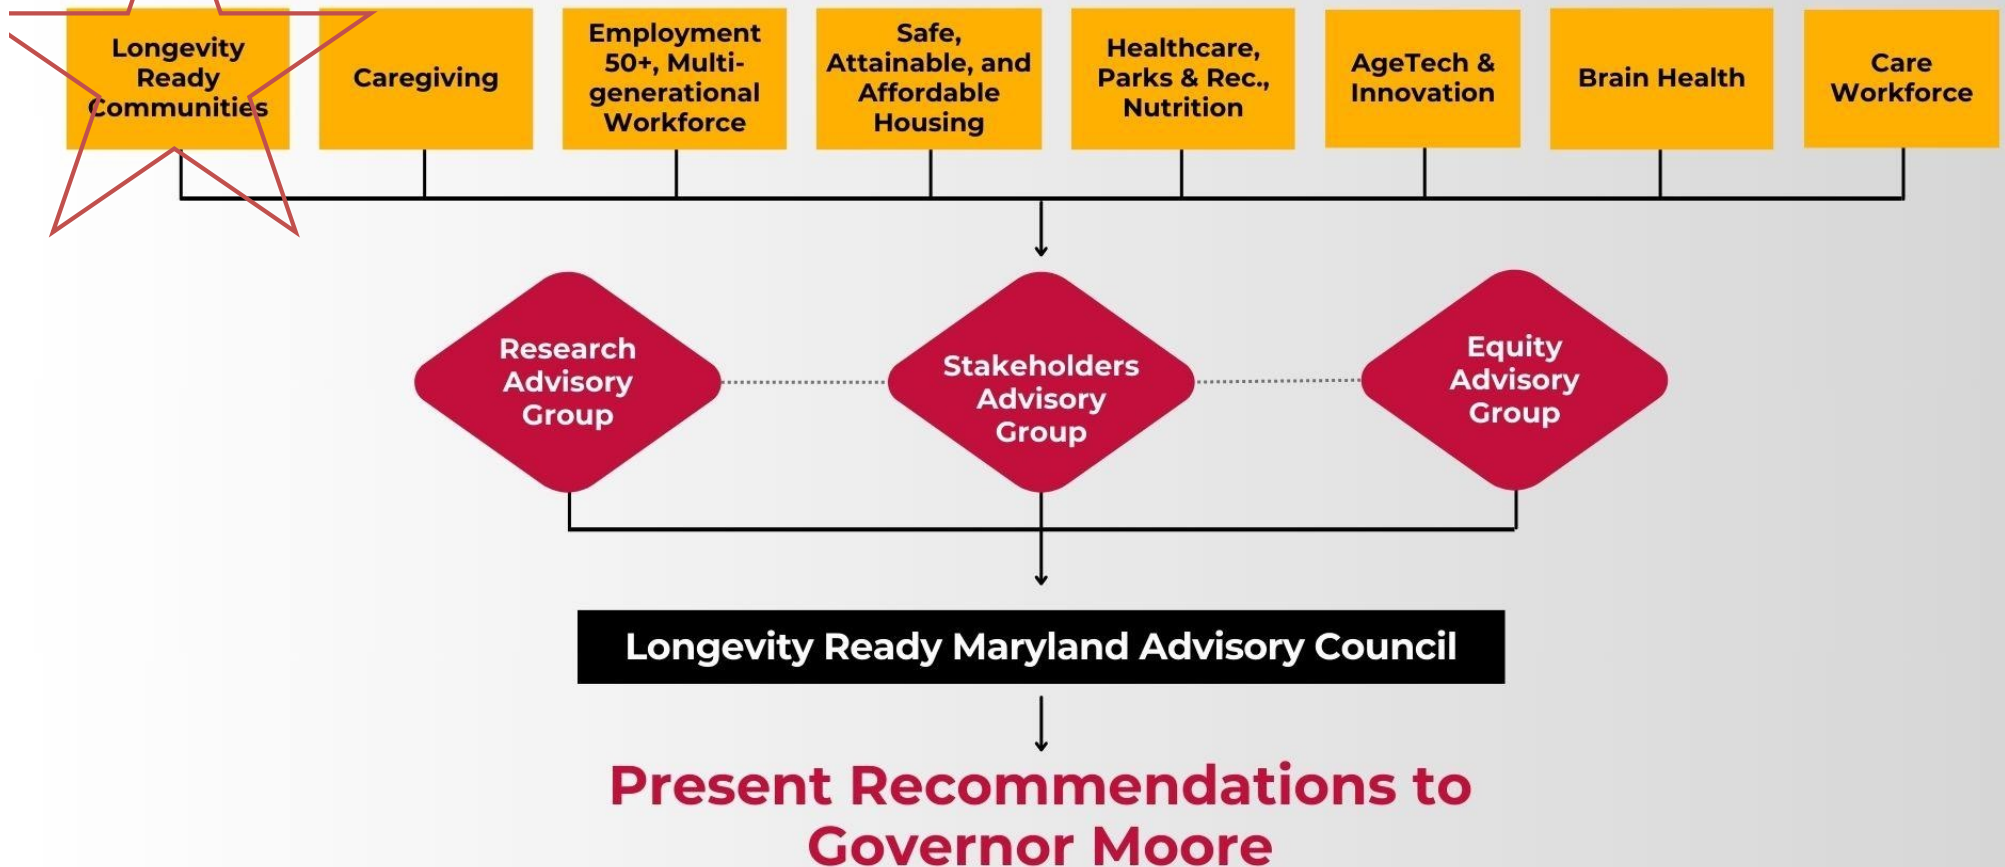 Longevity
Ready
Communities
Caregiving
Employment
50+, Multi-
generational
Workforce
Safe,
Attainable, and
Affordable
Housing
Healthcare,
Parks & Rec.,
Nutrition
AgeTech &
Innovation
Brain Health
Care
Workforce
Research
Advisory
Group
Stakeholders
Advisory
Group
Equity
Advisory
Group
Longevity Ready Maryland Advisory Council
Present Recommendations to
Governor Moore